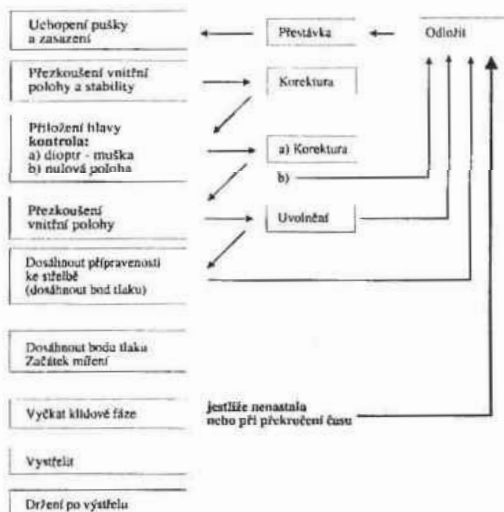 Uchopení pušky
a zasazení
Přestávka
Odložit
Přezkoušení vnitřní
polohy a stability
Korektura
Přiložení hlavy
kontrola:
a) dioptr - muška
b) nulová poloha
a) Korektura
b)
Přezkoušení
vnitřní polohy
Uvolnění
Dosáhnout připravenosti
ke střelbě
(dosáhnout bod tlaku)
Dosáhnout bodu tlaku
Začátek míření
Vyčkat klidové fáze
jestliže nenastala
nebo při překručení času
Vystřelit
Držení po výstřelu